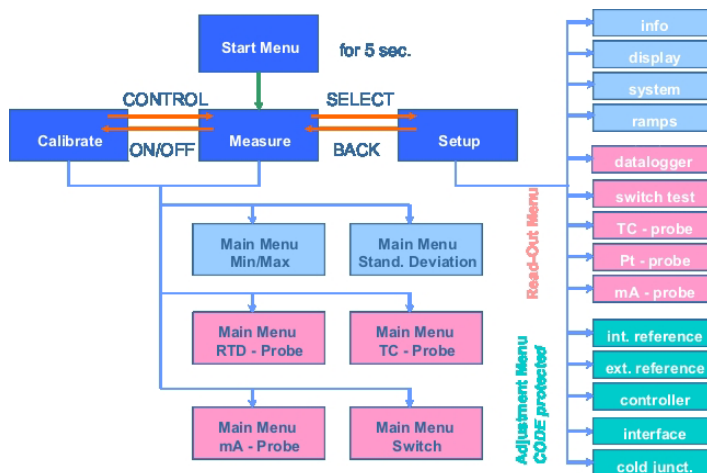 Start Menu
for 5 sec.
CONTROL
SELECT
Calibrate
Measure
Setup
ON/OFF
BACK
Main Menu
Min/Max
Main Menu
Stand. Deviation
Main Menu
RTD - Probe
Main Menu
TC - Probe
Main Menu
mA - Probe
Main Menu
Switch
info
display
system
ramps
Read-Out Menu
datalogger
switch test
TC - probe
Pt - probe
mA - probe
Adjustment Menu
CODE protected
int. reference
ext. reference
controller
interface
cold junct.